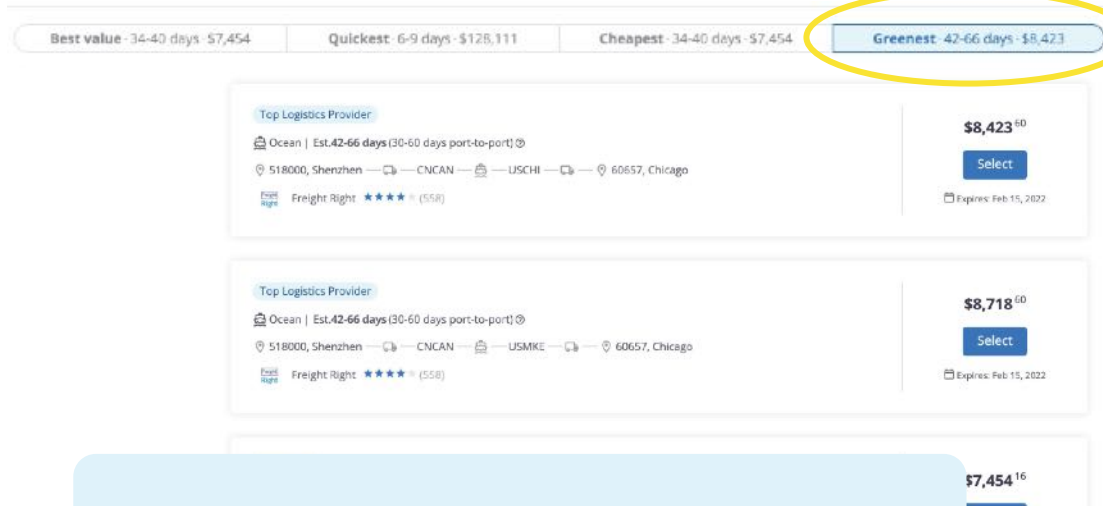 Best value · 34-40 days · $7,454
Quickest · 6-9 days · $128,111
Cheapest · 34-40 days · $7,454
Greenest · 42-66 days · $8,423
Top Logistics Provider
Ocean | Est.42-66 days (30-60 days port-to-port)
518000, Shenzhen — CNCAN — USCHI — 60657, Chicago
Freight Right Freight Right ★★★★★ (558)
$8,423 60
Select
Expires: Feb 15, 2022
Top Logistics Provider
Ocean | Est.42-66 days (30-60 days port-to-port)
518000, Shenzhen — CNCAN — USMKE — 60657, Chicago
Freight Right Freight Right ★★★★★ (558)
$8,718 60
Select
Expires: Feb 15, 2022
$7,454 16